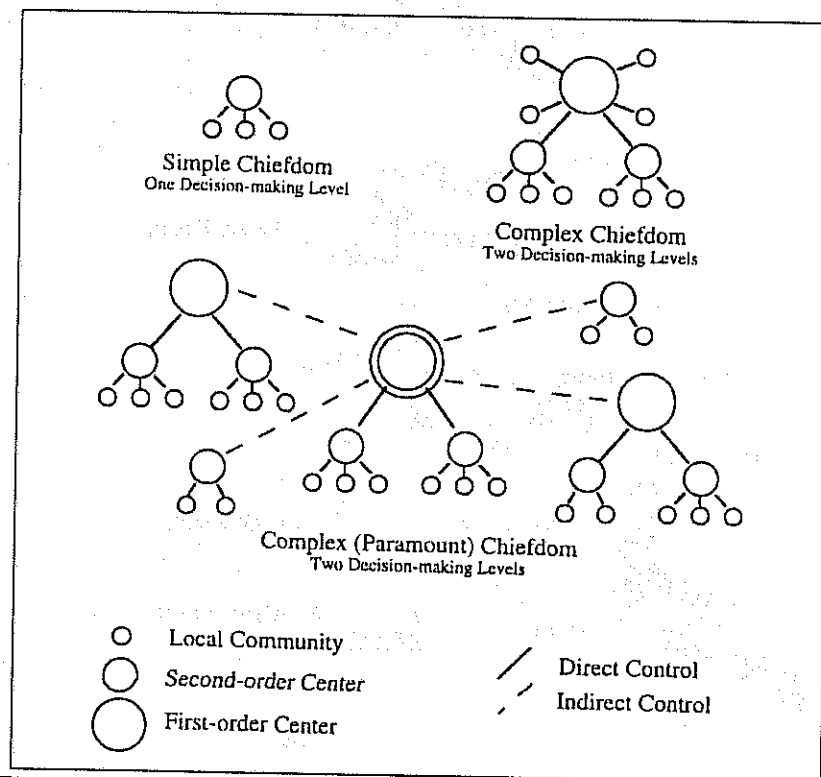 Simple Chiefdom
One Decision-making Level
Complex Chiefdom
Two Decision-making Levels
Complex (Paramount) Chiefdom
Two Decision-making Levels
Local Community
Second-order Center
First-order Center
Direct Control
Indirect Control